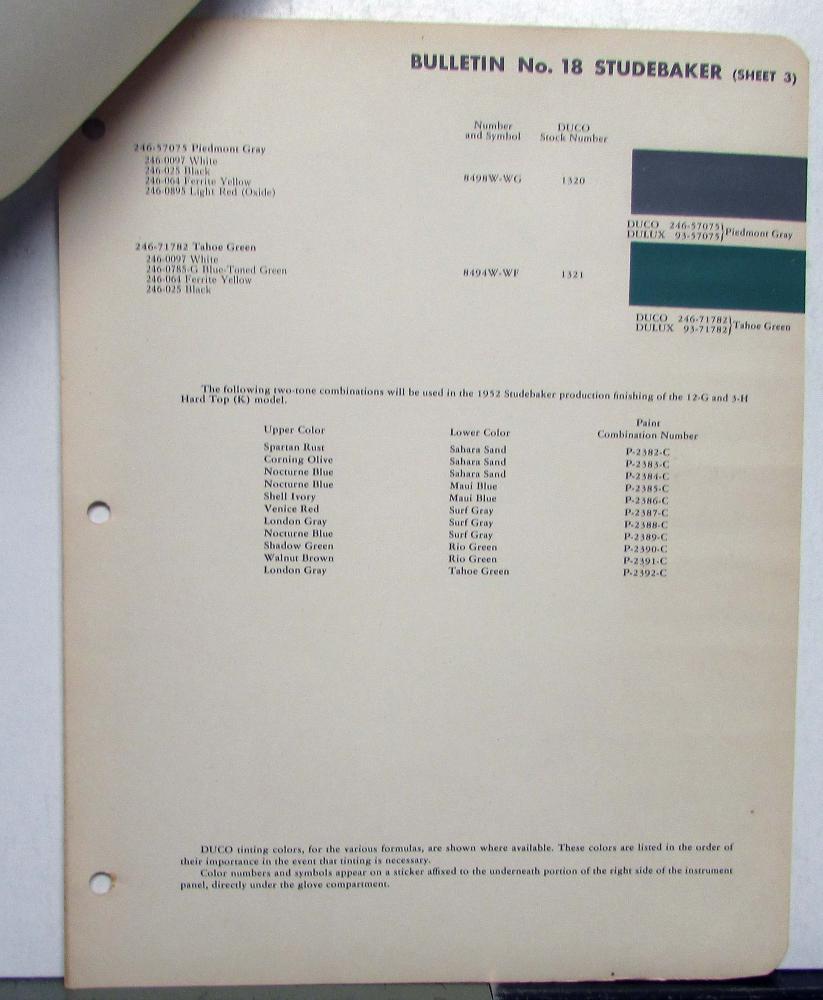 BULLETIN No. 18 STUDEBAKER (SHEET 3)
Number and Symbol
DUCO Stock Number
246-57075 Piedmont Gray
246-0097 White
246-025 Black
246-064 Ferrite Yellow
246-0895 Light Red (Oxide)
8498W-WG 1320
DUCO 246-57075} Piedmont Gray
DULUX 93-57075}
246-71782 Tahoe Green
246-0097 White
246-0785-G Blue-Toned Green
246-064 Ferrite Yellow
246-025 Black
8494W-WF 1321
DUCO 246-71782} Tahoe Green
DULUX 93-71782}
The following two-tone combinations will be used in the 1952 Studebaker production finishing of the 12-G and 3-H
Hard Top (K) model.
Upper Color Lower Color Paint Combination Number
Spartan Rust Sahara Sand P-2382-C
Corning Olive Sahara Sand P-2383-C
Nocturne Blue Sahara Sand P-2384-C
Nocturne Blue Maui Blue P-2385-C
Shell Ivory Maui Blue P-2386-C
Venice Red Surf Gray P-2387-C
London Gray Surf Gray P-2388-C
Nocturne Blue Surf Gray P-2389-C
Shadow Green Rio Green P-2390-C
Walnut Brown Rio Green P-2391-C
London Gray Tahoe Green P-2392-C
DUCO tinting colors, for the various formulas, are shown where available. These colors are listed in the order of
their importance in the event that tinting is necessary.
Color numbers and symbols appear on a sticker affixed to the underneath portion of the right side of the instrument
panel, directly under the glove compartment.